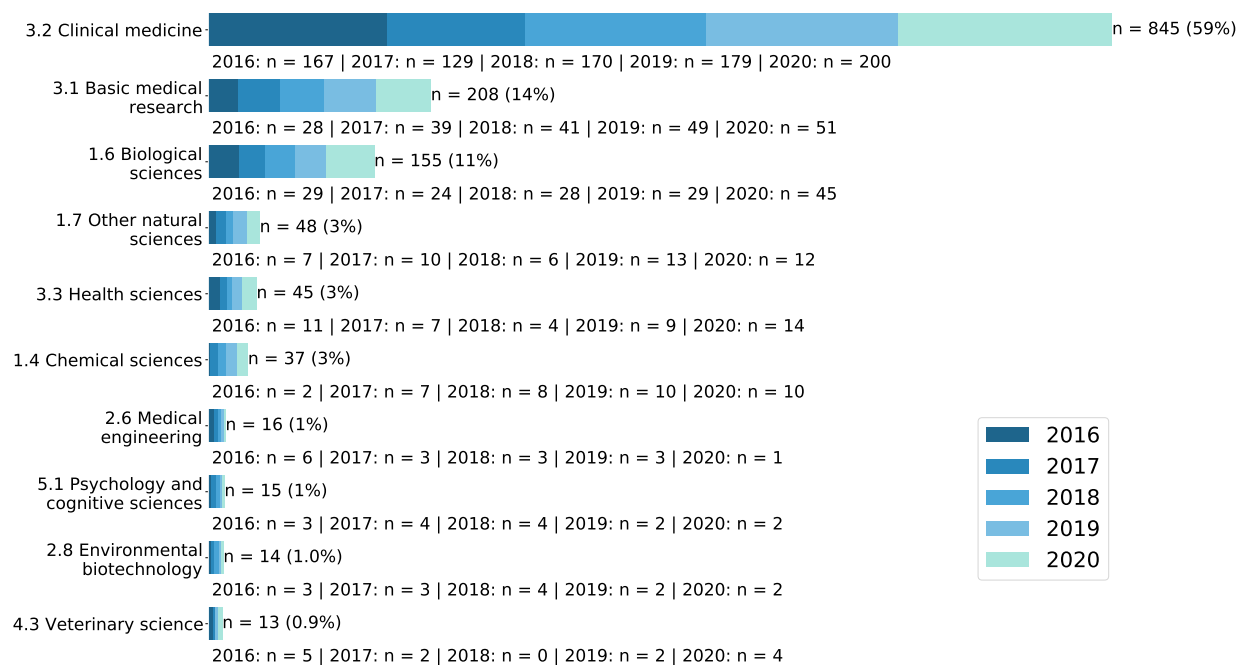 3.2 Clinical medicine
n = 845 (59%)
2016: n = 167 | 2017: n = 129 | 2018: n = 170 | 2019: n = 179 | 2020: n = 200
3.1 Basic medical
research
n = 208 (14%)
2016: n = 28 | 2017: n = 39 | 2018: n = 41 | 2019: n = 49 | 2020: n = 51
1.6 Biological
sciences
n = 155 (11%)
2016: n = 29 | 2017: n = 24 | 2018: n = 28 | 2019: n = 29 | 2020: n = 45
1.7 Other natural
sciences
n = 48 (3%)
2016: n = 7 | 2017: n = 10 | 2018: n = 6 | 2019: n = 13 | 2020: n = 12
3.3 Health sciences
n = 45 (3%)
2016: n = 11 | 2017: n = 7 | 2018: n = 4 | 2019: n = 9 | 2020: n = 14
1.4 Chemical sciences
n = 37 (3%)
2016: n = 2 | 2017: n = 7 | 2018: n = 8 | 2019: n = 10 | 2020: n = 10
2.6 Medical
engineering
n = 16 (1%)
2016: n = 6 | 2017: n = 3 | 2018: n = 3 | 2019: n = 3 | 2020: n = 1
5.1 Psychology and
cognitive sciences
n = 15 (1%)
2016: n = 3 | 2017: n = 4 | 2018: n = 4 | 2019: n = 2 | 2020: n = 2
2.8 Environmental
biotechnology
n = 14 (1.0%)
2016: n = 3 | 2017: n = 3 | 2018: n = 4 | 2019: n = 2 | 2020: n = 2
4.3 Veterinary science
n = 13 (0.9%)
2016: n = 5 | 2017: n = 2 | 2018: n = 0 | 2019: n = 2 | 2020: n = 4
2016
2017
2018
2019
2020